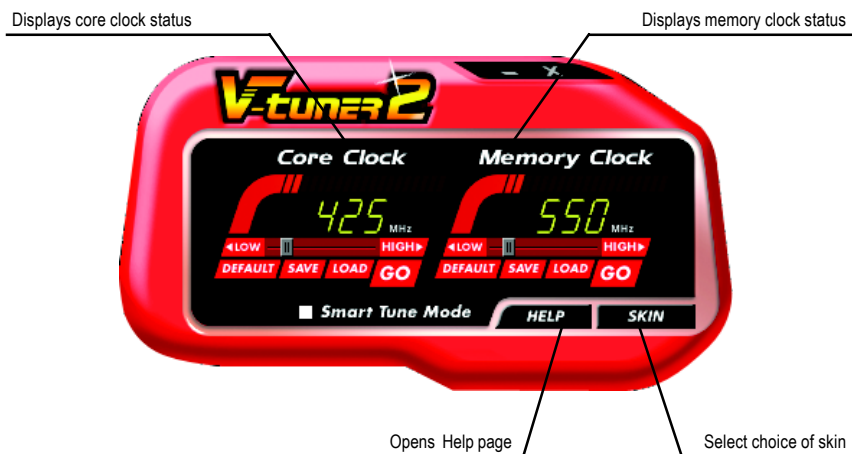 Displays core clock status
Displays memory clock status
V-tuner 2
Core Clock
Memory Clock
425 MHz
550 MHz
LOW HIGH
LOW HIGH
DEFAULT SAVE LOAD GO
DEFAULT SAVE LOAD GO
Smart Tune Mode
HELP
SKIN
Opens Help page
Select choice of skin